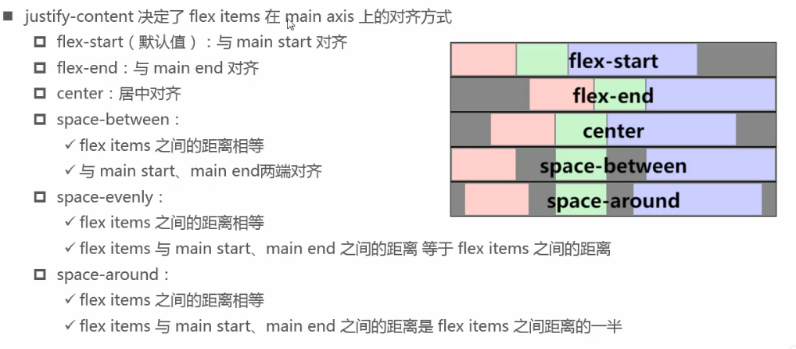 justify-content 决定了 flex items 在 main axis 上的对齐方式
flex-start（默认值）：与 main start 对齐
flex-end：与 main end 对齐
center：居中对齐
space-between：
✓ flex items 之间的距离相等
✓ 与 main start、main end两端对齐
space-evenly：
✓ flex items 之间的距离相等
✓ flex items 与 main start、main end 之间的距离 等于 flex items 之间的距离
space-around：
✓ flex items 之间的距离相等
✓ flex items 与 main start、main end 之间的距离是 flex items 之间距离的一半
flex-start
flex-end
center
space-between
space-around